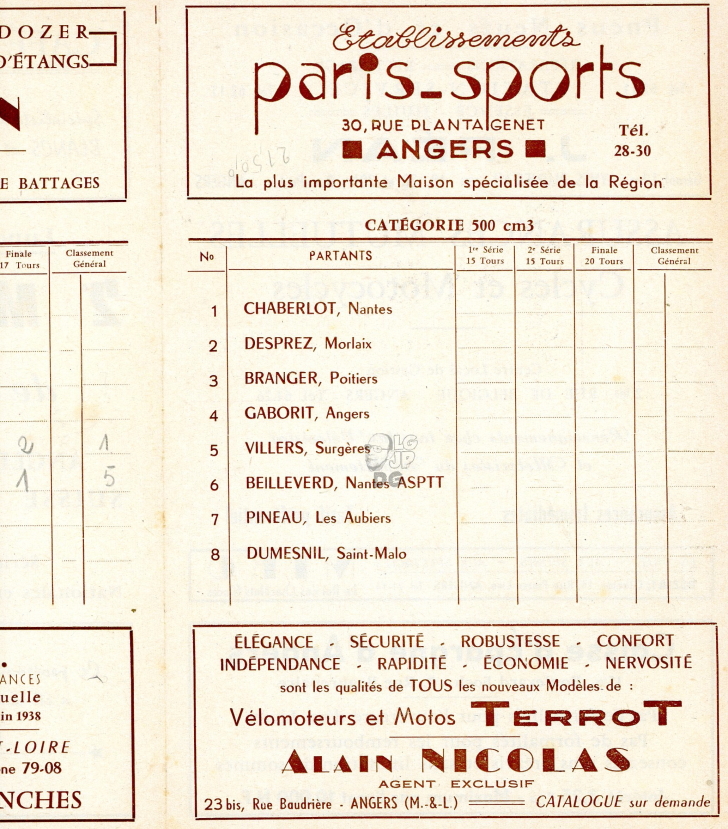 DOZER
D'ÉTANGS
N
E BATTAGES
Finale
17 Tours
Classement
Général
2 1
1 5
ANCES
uelle
in 1938
T-LOIRE
ne 79-08
NCHES
Etablissements
paris-sports
30, RUE PLANTAGENET
ANGERS
Tél.
28-30
La plus importante Maison spécialisée de la Région
CATÉGORIE 500 cm3
No PARTANTS 1re Série 15 Tours 2e Série 15 Tours Finale 20 Tours Classement Général
1 CHABERLOT, Nantes
2 DESPREZ, Morlaix
3 BRANGER, Poitiers
4 GABORIT, Angers
5 VILLERS, Surgères
6 BEILLEVERD, Nantes ASPTT
7 PINEAU, Les Aubiers
8 DUMESNIL, Saint-Malo
ÉLÉGANCE - SÉCURITÉ - ROBUSTESSE - CONFORT
INDÉPENDANCE - RAPIDITÉ - ÉCONOMIE - NERVOSITÉ
sont les qualités de TOUS les nouveaux Modèles de :
Vélomoteurs et Motos TERROT
ALAIN NICOLAS
AGENT EXCLUSIF
23 bis, Rue Baudrière - ANGERS (M.-&-L.) CATALOGUE sur demande